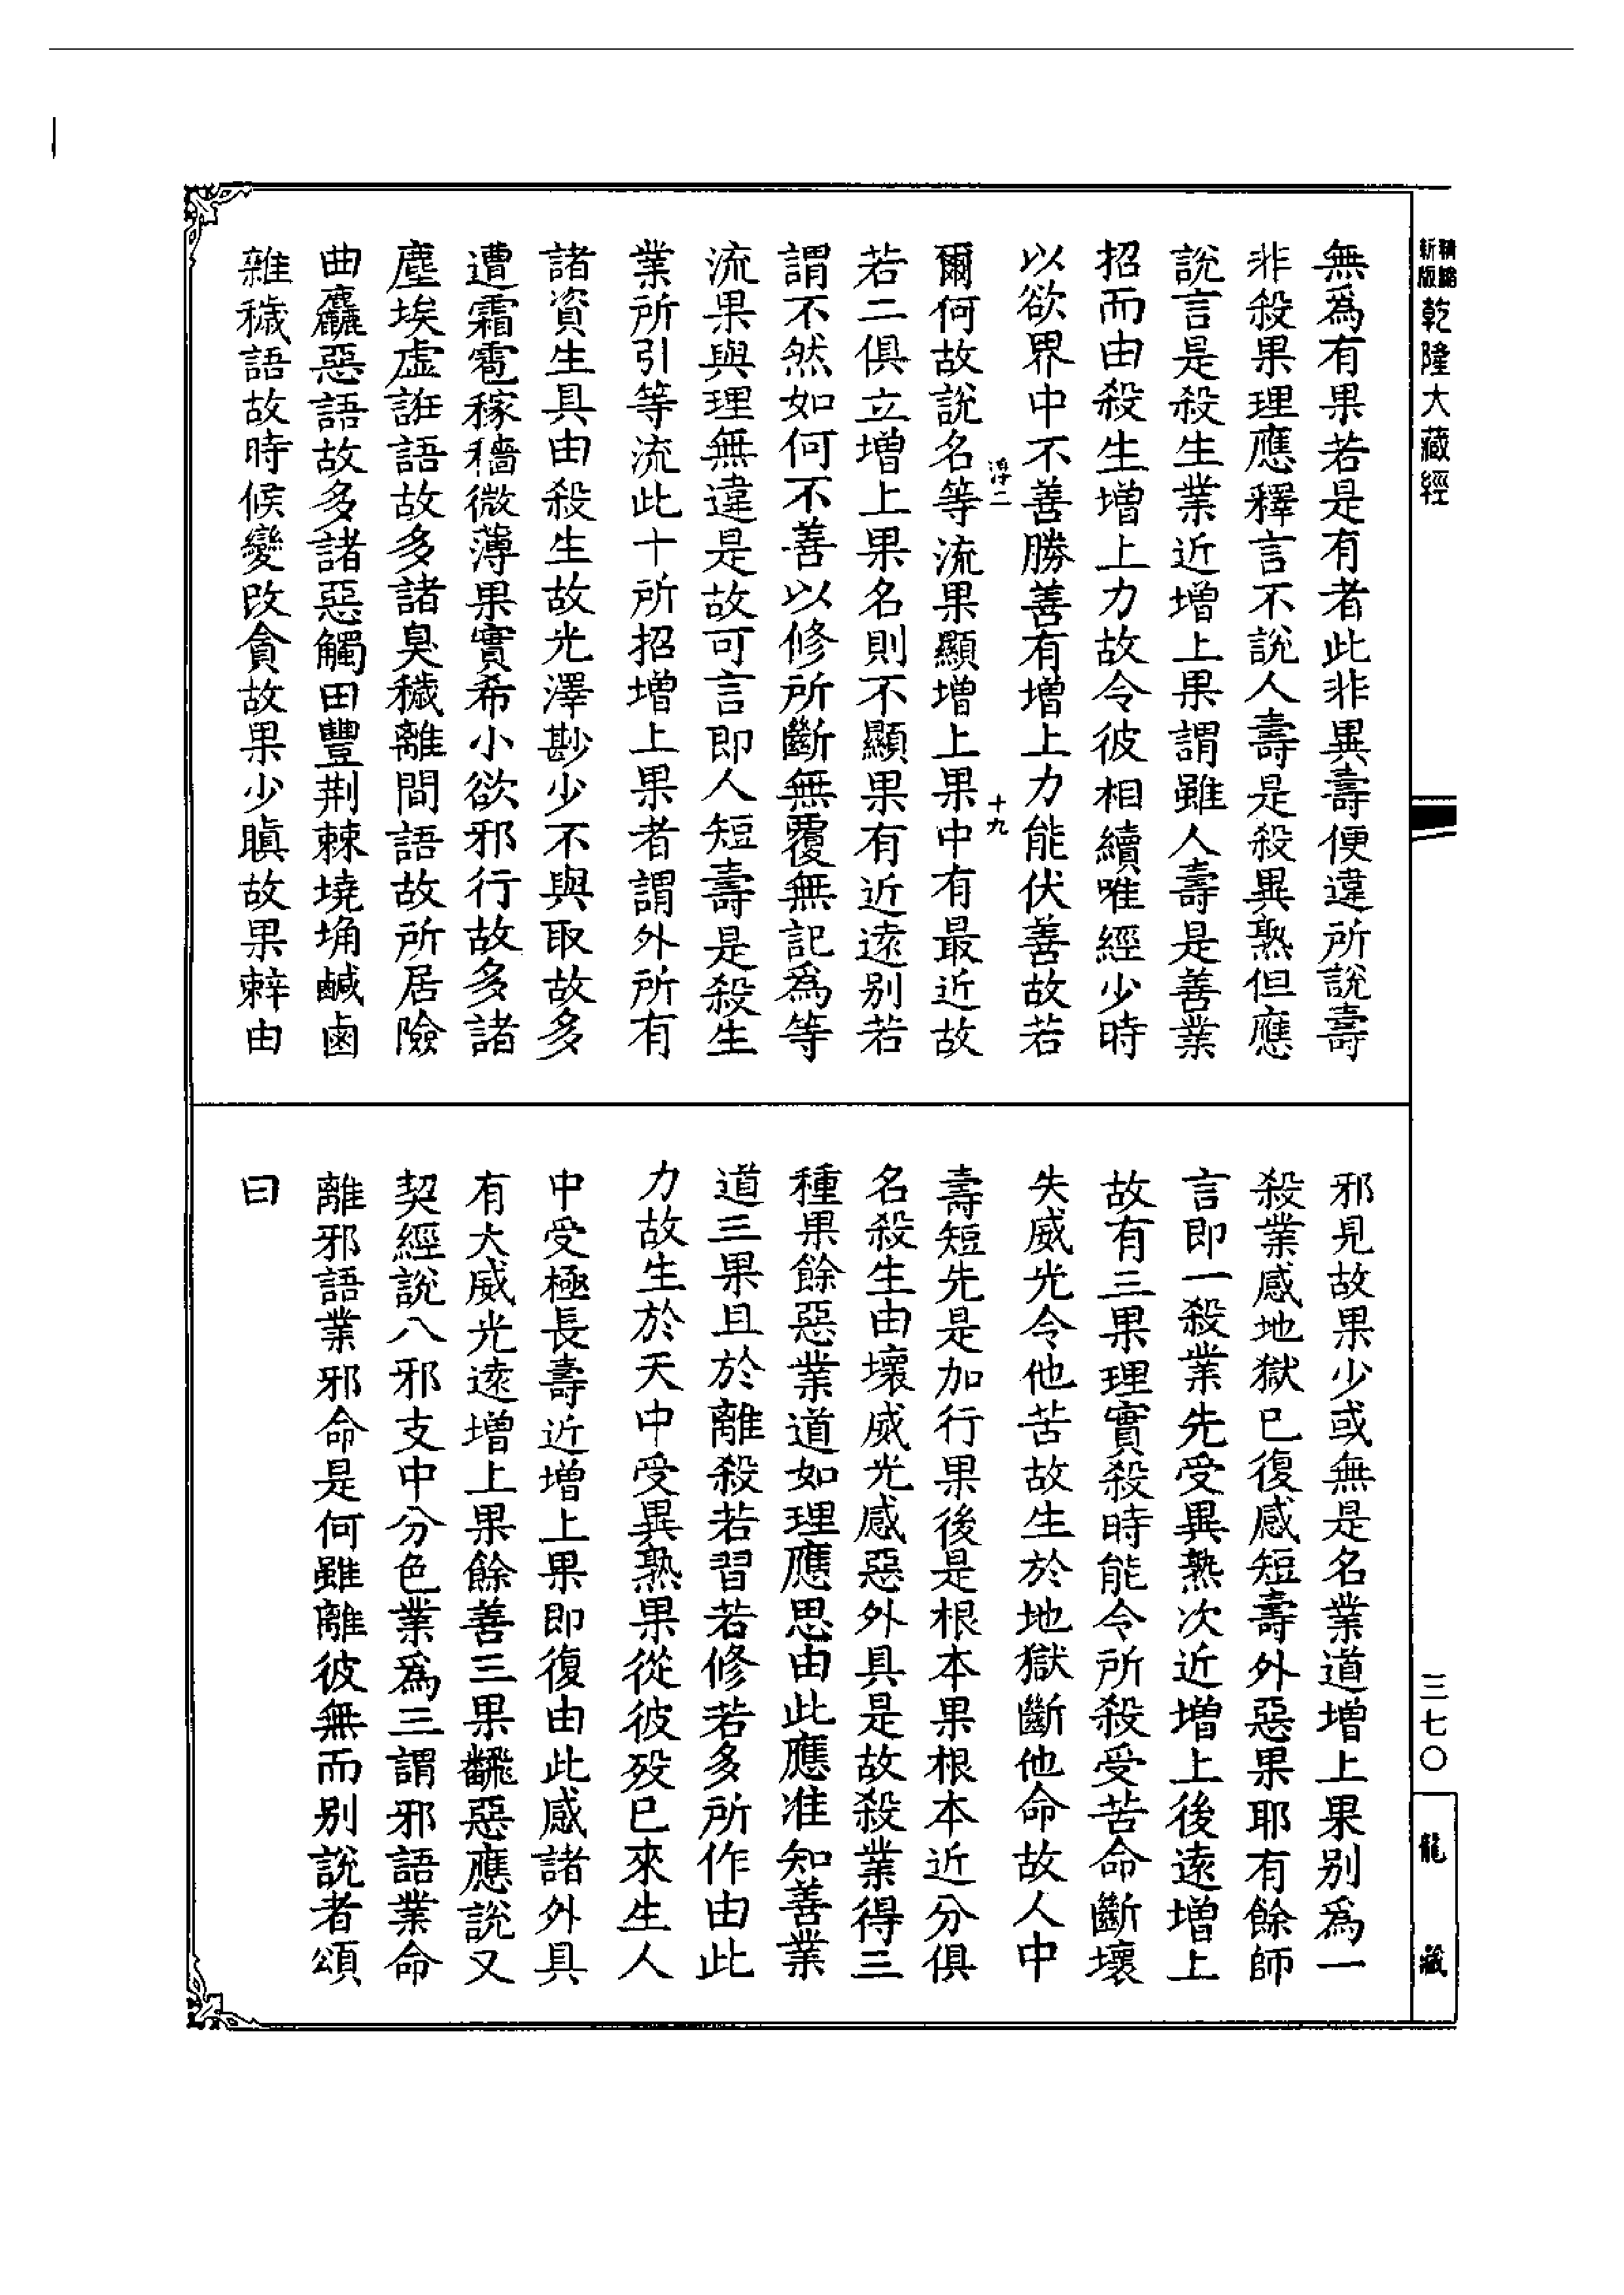 新版精縮乾隆大藏經
無爲有果若是有者此非異壽便違所說壽
非殺果理應釋言不說人壽是殺異熟但應
說言是殺生業近增上果謂雖人壽是善業
招而由殺生增上力故令彼相續唯經少時
以欲界中不善勝善有增上力能伏善故若
十九
爾何故說名等流果顯增上果中有最近故
若二俱立增上果名則不顯果有近遠別若
謂不然如何不善以修所斷無覆無記爲等
流果與理無違是故可言即人短壽是殺生
業所引等流此十所招增上果者謂外所有
諸資生具由殺生故光澤尠少不與取故多
遭霜雹稼穡微薄果實希小欲邪行故多諸
塵埃虛誑語故多諸臭穢離間語故所居險
曲麤惡語故多諸惡觸田豐荆棘墝埆鹹鹵
雜穢語故時候變改貪故果少瞋故果辢由
邪見故果少或無是名業道增上果別爲一
殺業感地獄已復感短壽外惡果耶有餘師
言即一殺業先受異熟次近增上後遠增上
故有三果理實殺時能令所殺受苦命斷壞
失威光令他苦故生於地獄斷他命故人中
壽短先是加行果後是根本果根本近分俱
名殺生由壞威光感惡外具是故殺業得三
種果餘惡業道如理應思由此應准知善業
道三果且於離殺若習若修若多所作由此
力故生於天中受異熟果從彼歿已來生人
中受極長壽近增上果即復由此感諸外具
有大威光遠增上果餘善三果翻惡應說又
契經說八邪支中分色業爲三謂邪語業命
離邪語業邪命是何雖離彼無而別說者頌
曰
三七〇
龍藏